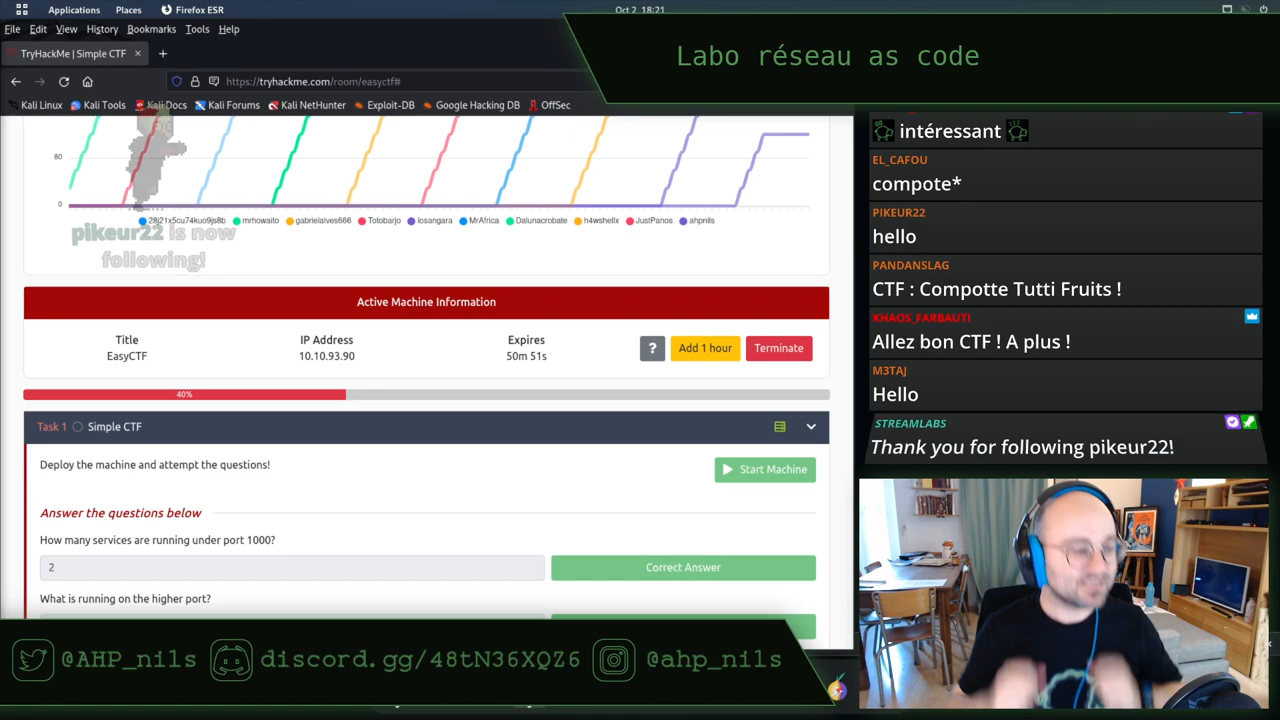 Applications Places Firefox ESR
Oct 2 18:21
File Edit View History Bookmarks Tools Help
TryHackMe | Simple CTF
https://tryhackme.com/room/easyctf#
Kali Linux Kali Tools Kali Docs Kali Forums Kali NetHunter Exploit-DB Google Hacking DB OffSec
Labo réseau as code
80
0
28j21x5cu74kuo9js8b mrhowaito gabrielalves666 Totobarjo losangara MrAfrica Dalunacrobate h4wshellx JustPanos ahpnils
pikeur22 is now
following!
Active Machine Information
Title IP Address Expires
EasyCTF 10.10.93.90 50m 51s
? Add 1 hour Terminate
40%
Task 1 Simple CTF
Deploy the machine and attempt the questions!
Start Machine
Answer the questions below
How many services are running under port 1000?
2 Correct Answer
What is running on the higher port?
intéressant
EL_CAFOU
compote*
PIKEUR22
hello
PANDANSLAG
CTF : Compotte Tutti Fruits !
KHAOS_FARBAUTI
Allez bon CTF ! A plus !
M3TAJ
Hello
STREAMLABS
Thank you for following pikeur22!
@AHP_nils discord.gg/48tN36XQZ6 @ahp_nils